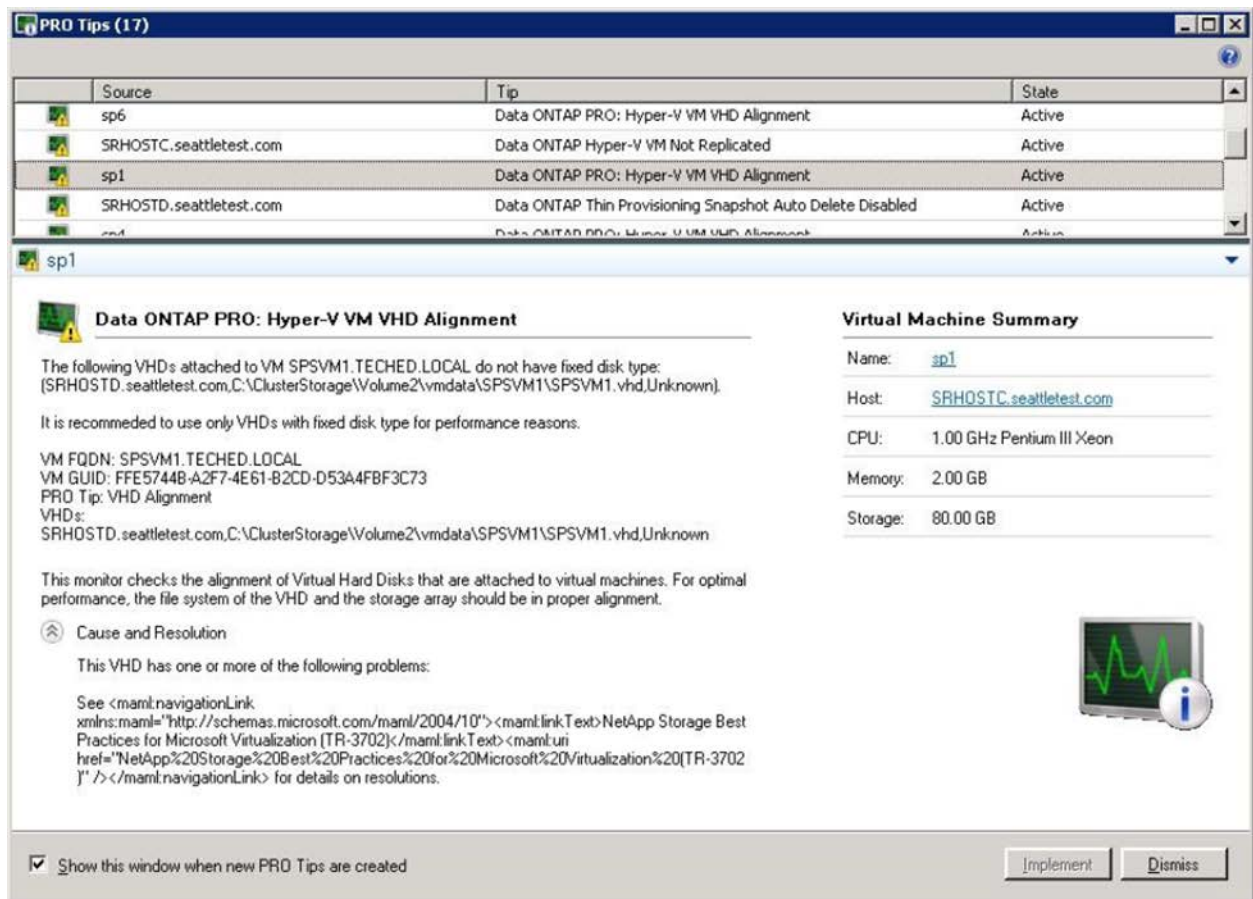 PRO Tips (17)
Source Tip State
sp6 Data ONTAP PRO: Hyper-V VM VHD Alignment Active
SRHOSTC.seattletest.com Data ONTAP Hyper-V VM Not Replicated Active
sp1 Data ONTAP PRO: Hyper-V VM VHD Alignment Active
SRHOSTD.seattletest.com Data ONTAP Thin Provisioning Snapshot Auto Delete Disabled Active
sp4 Data ONTAP PRO: Hyper-V VM VHD Alignment Active
sp1
Data ONTAP PRO: Hyper-V VM VHD Alignment
The following VHDs attached to VM SPSVM1.TECHED.LOCAL do not have fixed disk type:
(SRHOSTD.seattletest.com,C:\ClusterStorage\Volume2\vmdata\SPSVM1\SPSVM1.vhd,Unknown).
It is recommeded to use only VHDs with fixed disk type for performance reasons.
VM FQDN: SPSVM1.TECHED.LOCAL
VM GUID: FFE5744B-A2F7-4E61-B2CD-D53A4FBF3C73
PRO Tip: VHD Alignment
VHDs:
SRHOSTD.seattletest.com,C:\ClusterStorage\Volume2\vmdata\SPSVM1\SPSVM1.vhd,Unknown
This monitor checks the alignment of Virtual Hard Disks that are attached to virtual machines. For optimal
performance, the file system of the VHD and the storage array should be in proper alignment.
Cause and Resolution
This VHD has one or more of the following problems:
See <maml:navigationLink
xmlns:maml="http://schemas.microsoft.com/maml/2004/10"><maml:linkText>NetApp Storage Best
Practices for Microsoft Virtualization (TR-3702)</maml:linkText><maml:uri
href="NetApp%20Storage%20Best%20Practices%20for%20Microsoft%20Virtualization%20(TR-3702
)" /></maml:navigationLink> for details on resolutions.
Virtual Machine Summary
Name: sp1
Host: SRHOSTC.seattletest.com
CPU: 1.00 GHz Pentium III Xeon
Memory: 2.00 GB
Storage: 80.00 GB
Show this window when new PRO Tips are created
Implement Dismiss